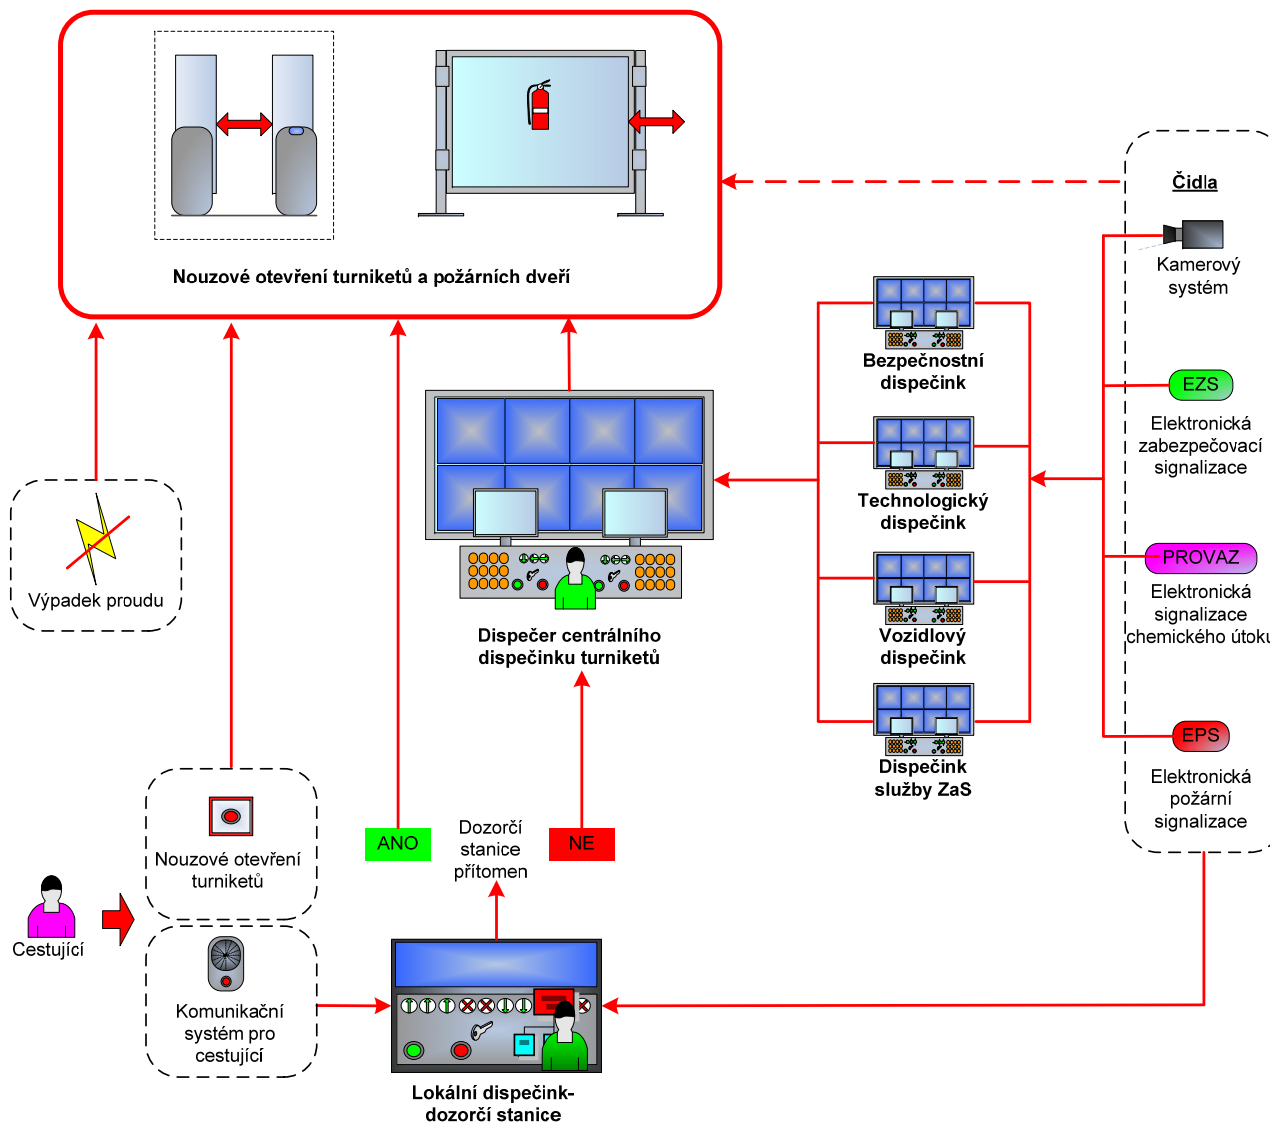 Nouzové otevření turniketů a požárních dveří
Čidla
Kamerový
systém
Bezpečnostní
dispečink
EZS
Elektronická
zabezpečovací
signalizace
Technologický
dispečink
PROVAZ
Elektronická
signalizace
chemického útoku
Výpadek proudu
Dispečer centrálního
dispečinku turniketů
Vozidlový
dispečink
EPS
Elektronická
požární
signalizace
Dispečink
služby ZaS
ANO
Dozorčí
stanice
přítomen
NE
Nouzové otevření
turniketů
Cestující
Komunikační
systém pro
cestující
Lokální dispečink-
dozorčí stanice